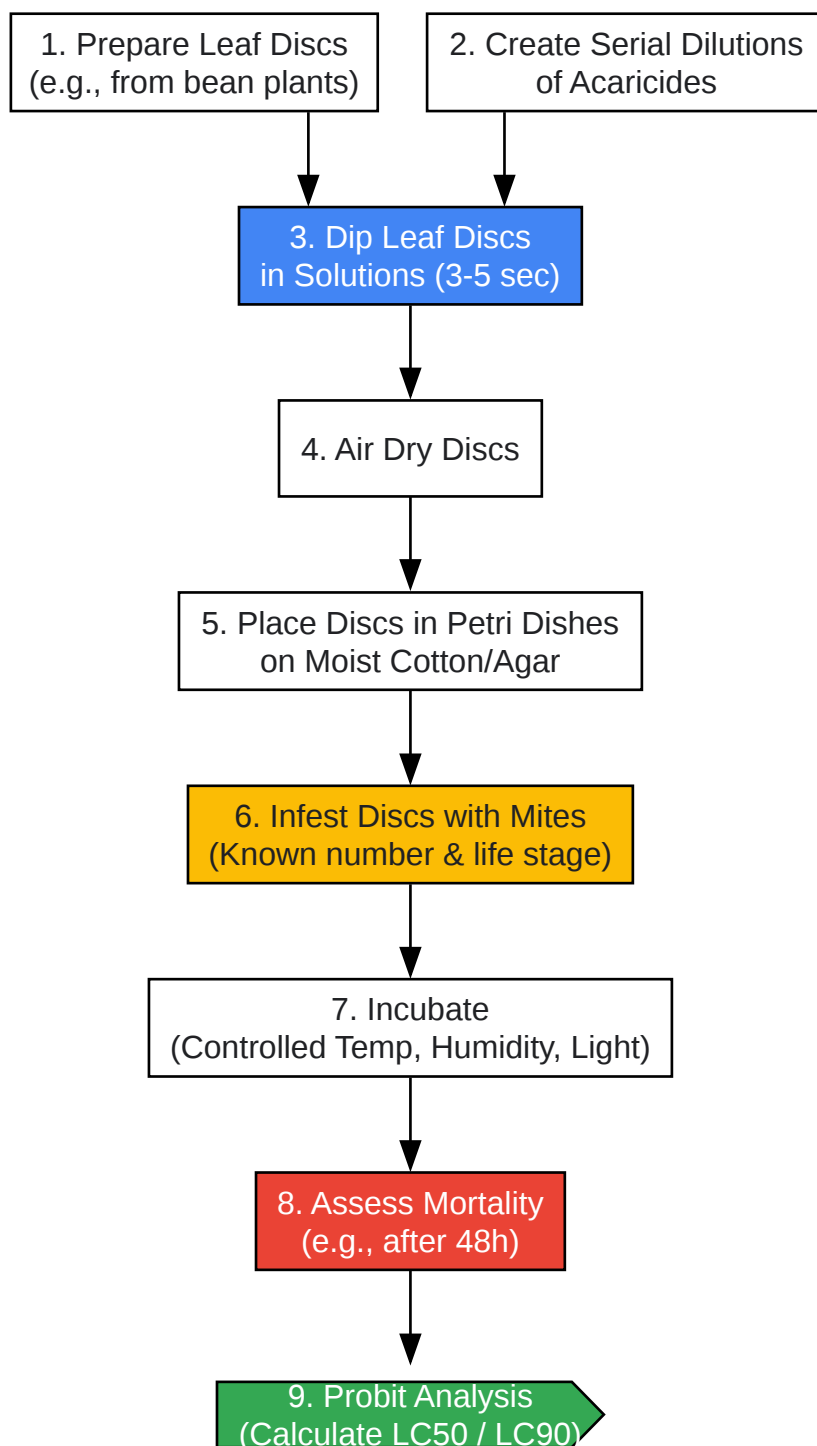 1. Prepare Leaf Discs
(e.g., from bean plants)
2. Create Serial Dilutions
of Acaricides
3. Dip Leaf Discs
in Solutions (3-5 sec)
4. Air Dry Discs
5. Place Discs in Petri Dishes
on Moist Cotton/Agar
6. Infest Discs with Mites
(Known number & life stage)
7. Incubate
(Controlled Temp, Humidity, Light)
8. Assess Mortality
(e.g., after 48h)
9. Probit Analysis
(Calculate LC50 / LC90)